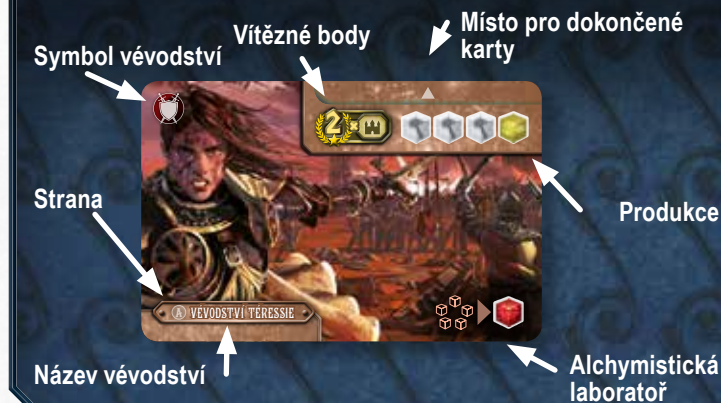 Symbol vévodství
Vítězné body
Místo pro dokončené
karty
2 ×
Strana
Produkce
A VÉVODSTVÍ TÉRESSIE
Název vévodství
Alchymistická
laboratoř